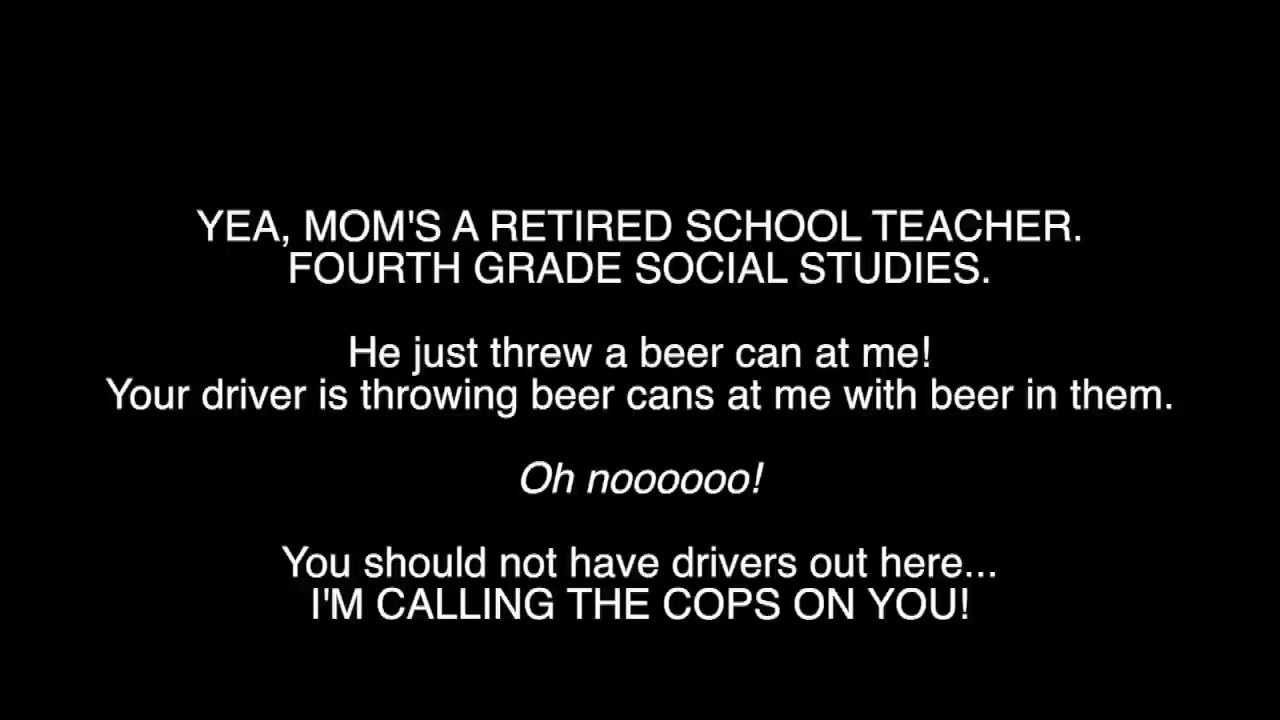 YEA, MOM'S A RETIRED SCHOOL TEACHER.
FOURTH GRADE SOCIAL STUDIES.
He just threw a beer can at me!
Your driver is throwing beer cans at me with beer in them.
Oh noooooo!
You should not have drivers out here...
I'M CALLING THE COPS ON YOU!